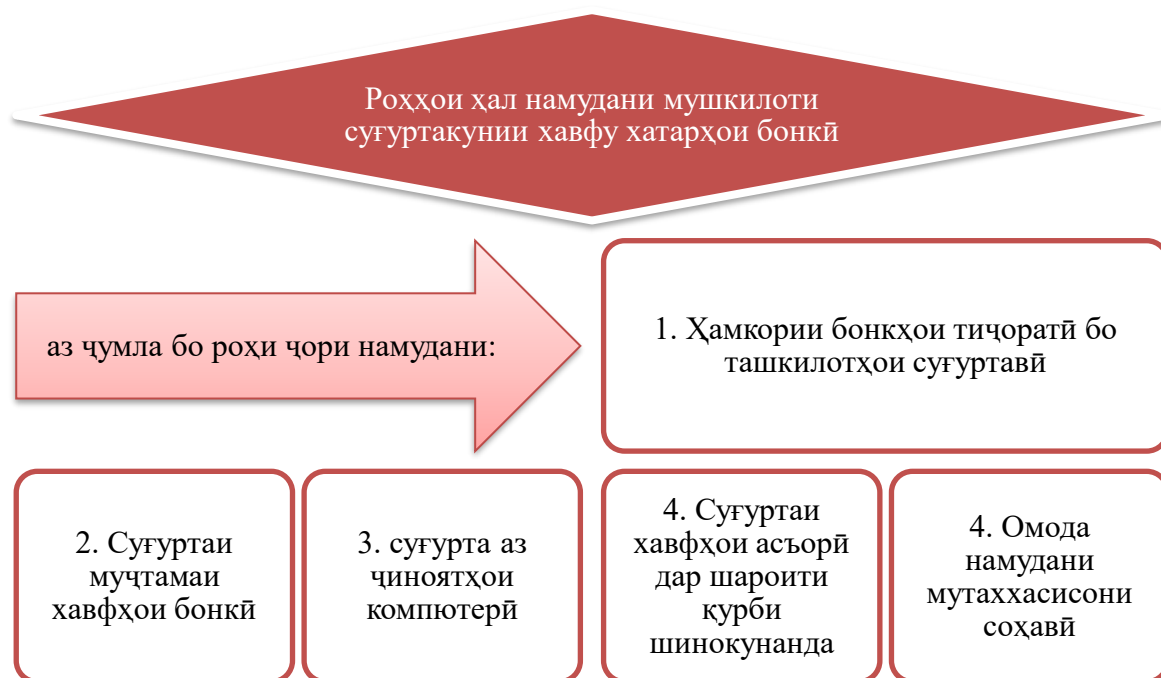 Роҳҳои ҳал намудани мушкилоти
суғуртакунии хавфу хатарҳои бонкӣ
аз ҷумла бо роҳи ҷори намудани:
1. Ҳамкории бонкҳои тиҷоратӣ бо
ташкилотҳои суғуртавӣ
2. Суғуртаи
муҷтамаи
хавфҳои бонкӣ
3. суғурта аз
ҷиноятҳои
компютерӣ
4. Суғуртаи
хавфҳои асъорӣ
дар шароити
қурби
шинокунанда
4. Омода
намудани
мутаххасисони
соҳавӣ